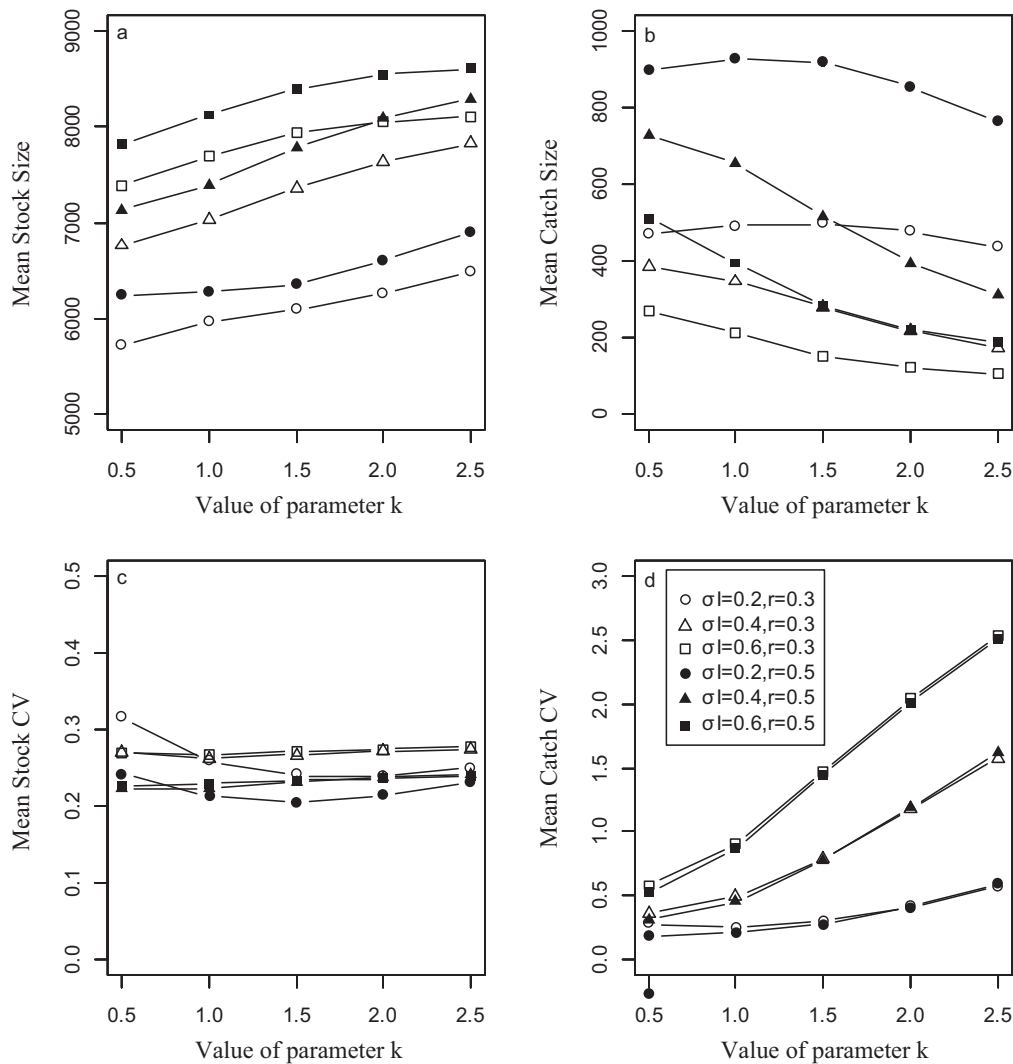 a
Mean Stock Size
9000
8000
7000
6000
5000
0.5 1.0 1.5 2.0 2.5
Value of parameter k
b
Mean Catch Size
1000
800
600
400
200
0
0.5 1.0 1.5 2.0 2.5
Value of parameter k
c
Mean Stock CV
0.5
0.4
0.3
0.2
0.1
0.0
0.5 1.0 1.5 2.0 2.5
Value of parameter k
d
Mean Catch CV
3.0
2.5
2.0
1.5
1.0
0.5
0.0
σI=0.2,r=0.3
σI=0.4,r=0.3
σI=0.6,r=0.3
σI=0.2,r=0.5
σI=0.4,r=0.5
σI=0.6,r=0.5
0.5 1.0 1.5 2.0 2.5
Value of parameter k